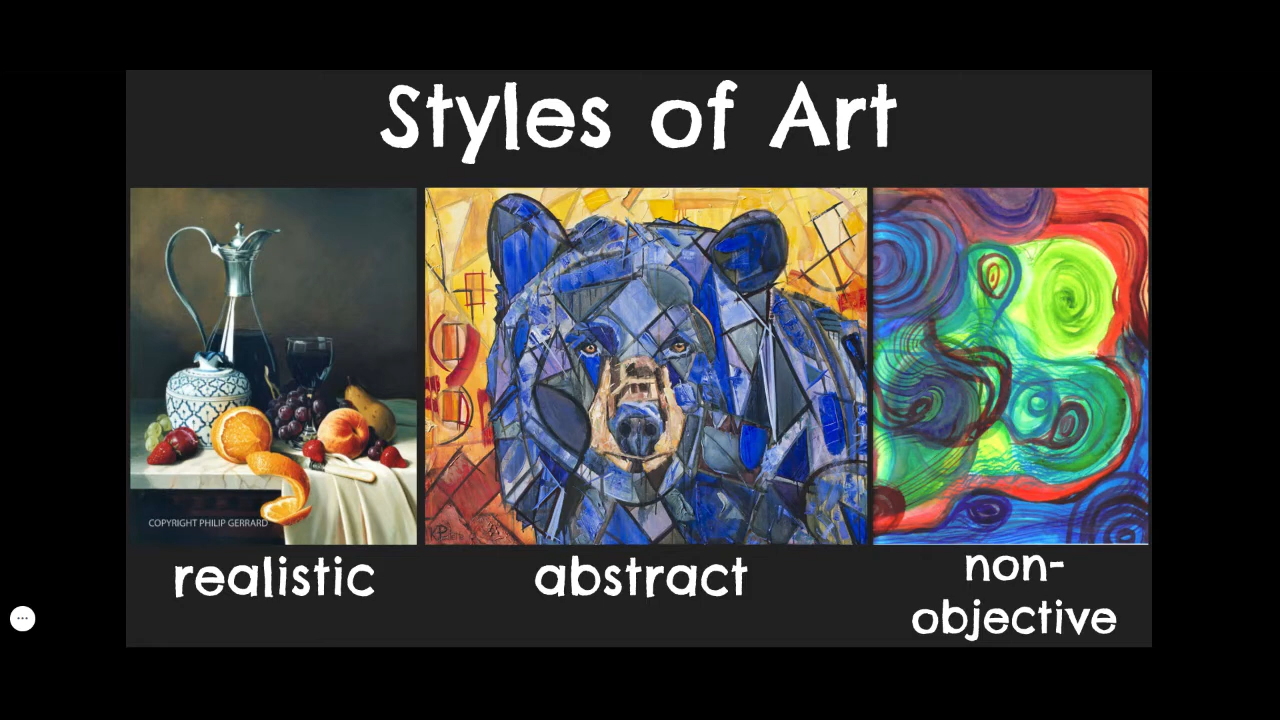 Styles of Art
COPYRIGHT PHILIP GERRARD
realistic
abstract
non-
objective